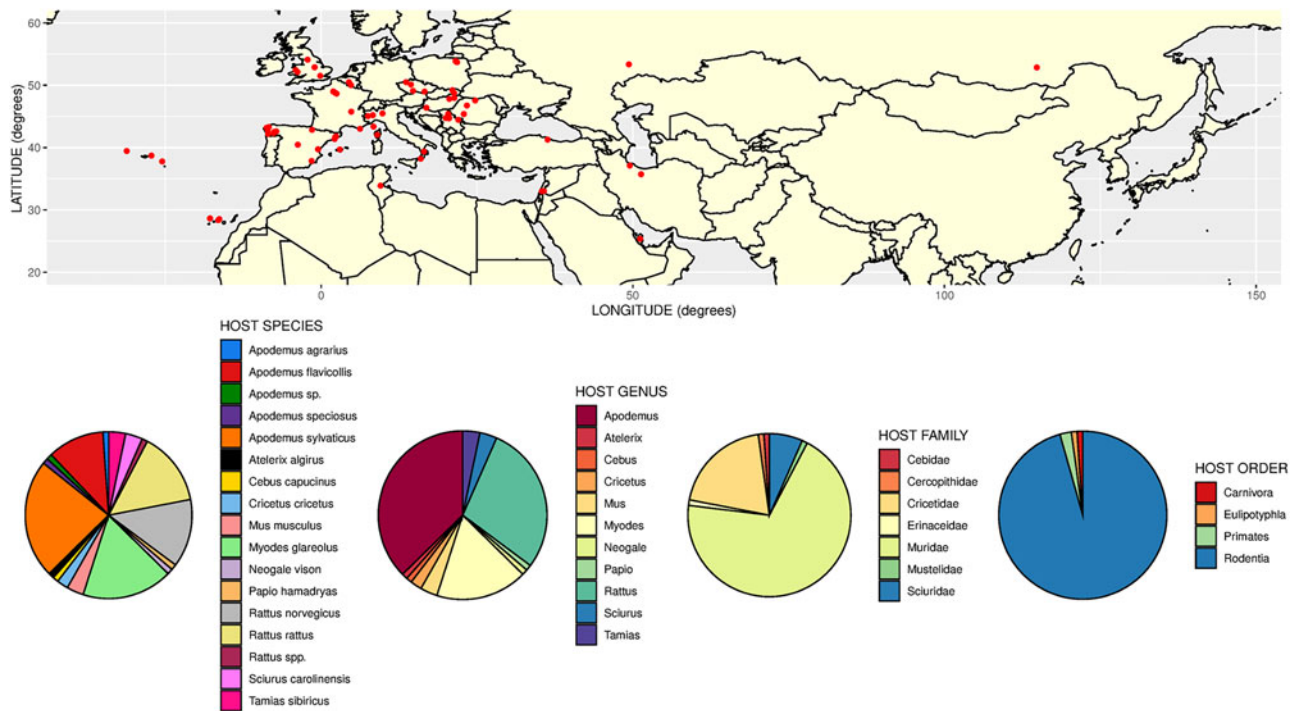 60
50
40
30
20
LATITUDE (degrees)
0
50
100
150
LONGITUDE (degrees)
HOST SPECIES
Apodemus agrarius
Apodemus flavicollis
Apodemus sp.
Apodemus speciosus
Apodemus sylvaticus
Atelerix algirus
Cebus capucinus
Cricetus cricetus
Mus musculus
Myodes glareolus
Neogale vison
Papio hamadryas
Rattus norvegicus
Rattus rattus
Rattus spp.
Sciurus carolinensis
Tamias sibiricus
HOST GENUS
Apodemus
Atelerix
Cebus
Cricetus
Mus
Myodes
Neogale
Papio
Rattus
Sciurus
Tamias
HOST FAMILY
Cebidae
Cercopithidae
Cricetidae
Erinaceidae
Muridae
Mustelidae
Sciuridae
HOST ORDER
Carnivora
Eulipotyphla
Primates
Rodentia